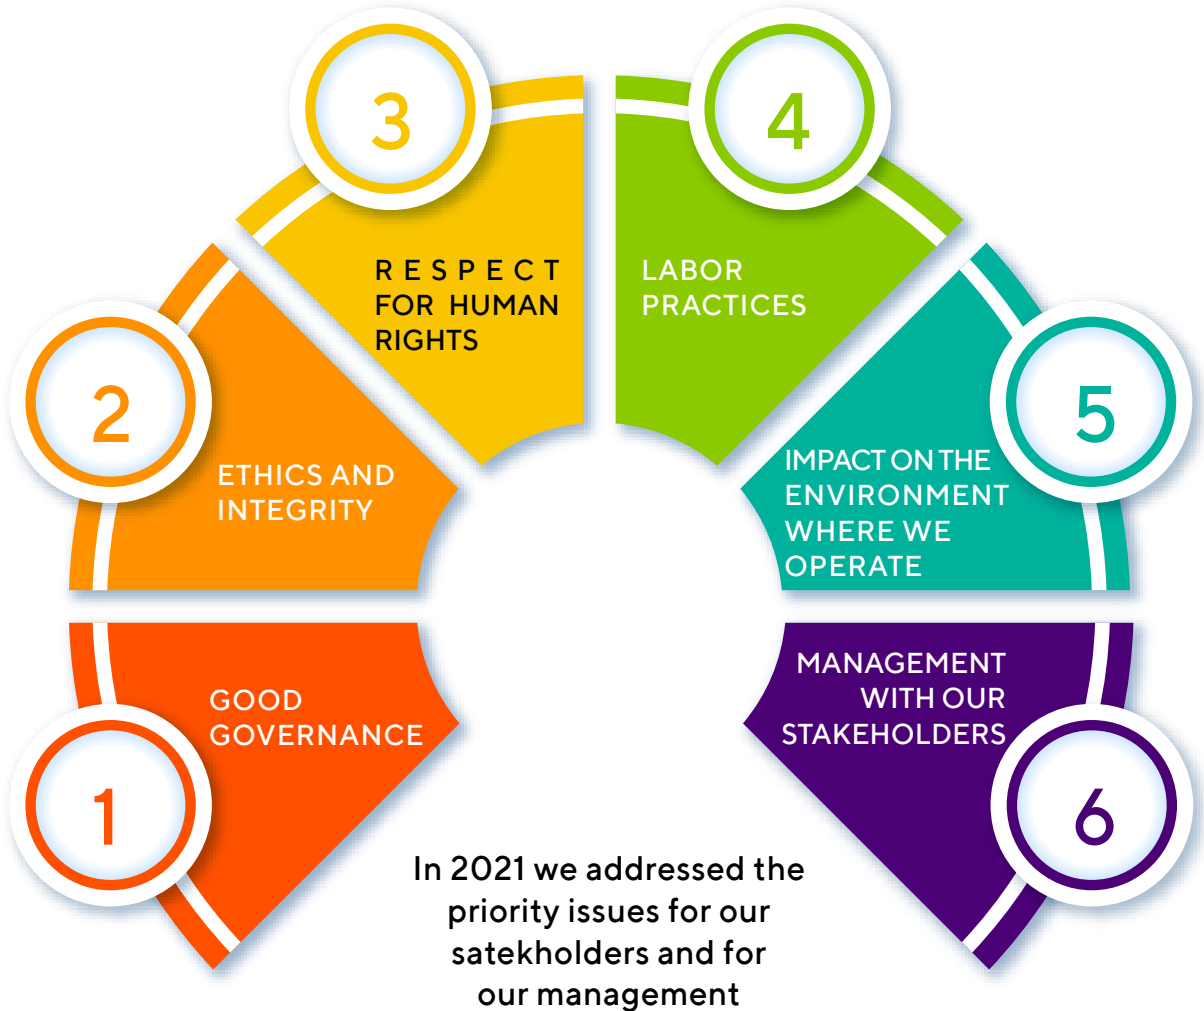 1
GOOD
GOVERNANCE
2
ETHICS AND
INTEGRITY
3
RESPECT
FOR HUMAN
RIGHTS
4
LABOR
PRACTICES
5
IMPACT ON THE
ENVIRONMENT
WHERE WE
OPERATE
6
MANAGEMENT
WITH OUR
STAKEHOLDERS
In 2021 we addressed the
priority issues for our
satekholders and for
our management